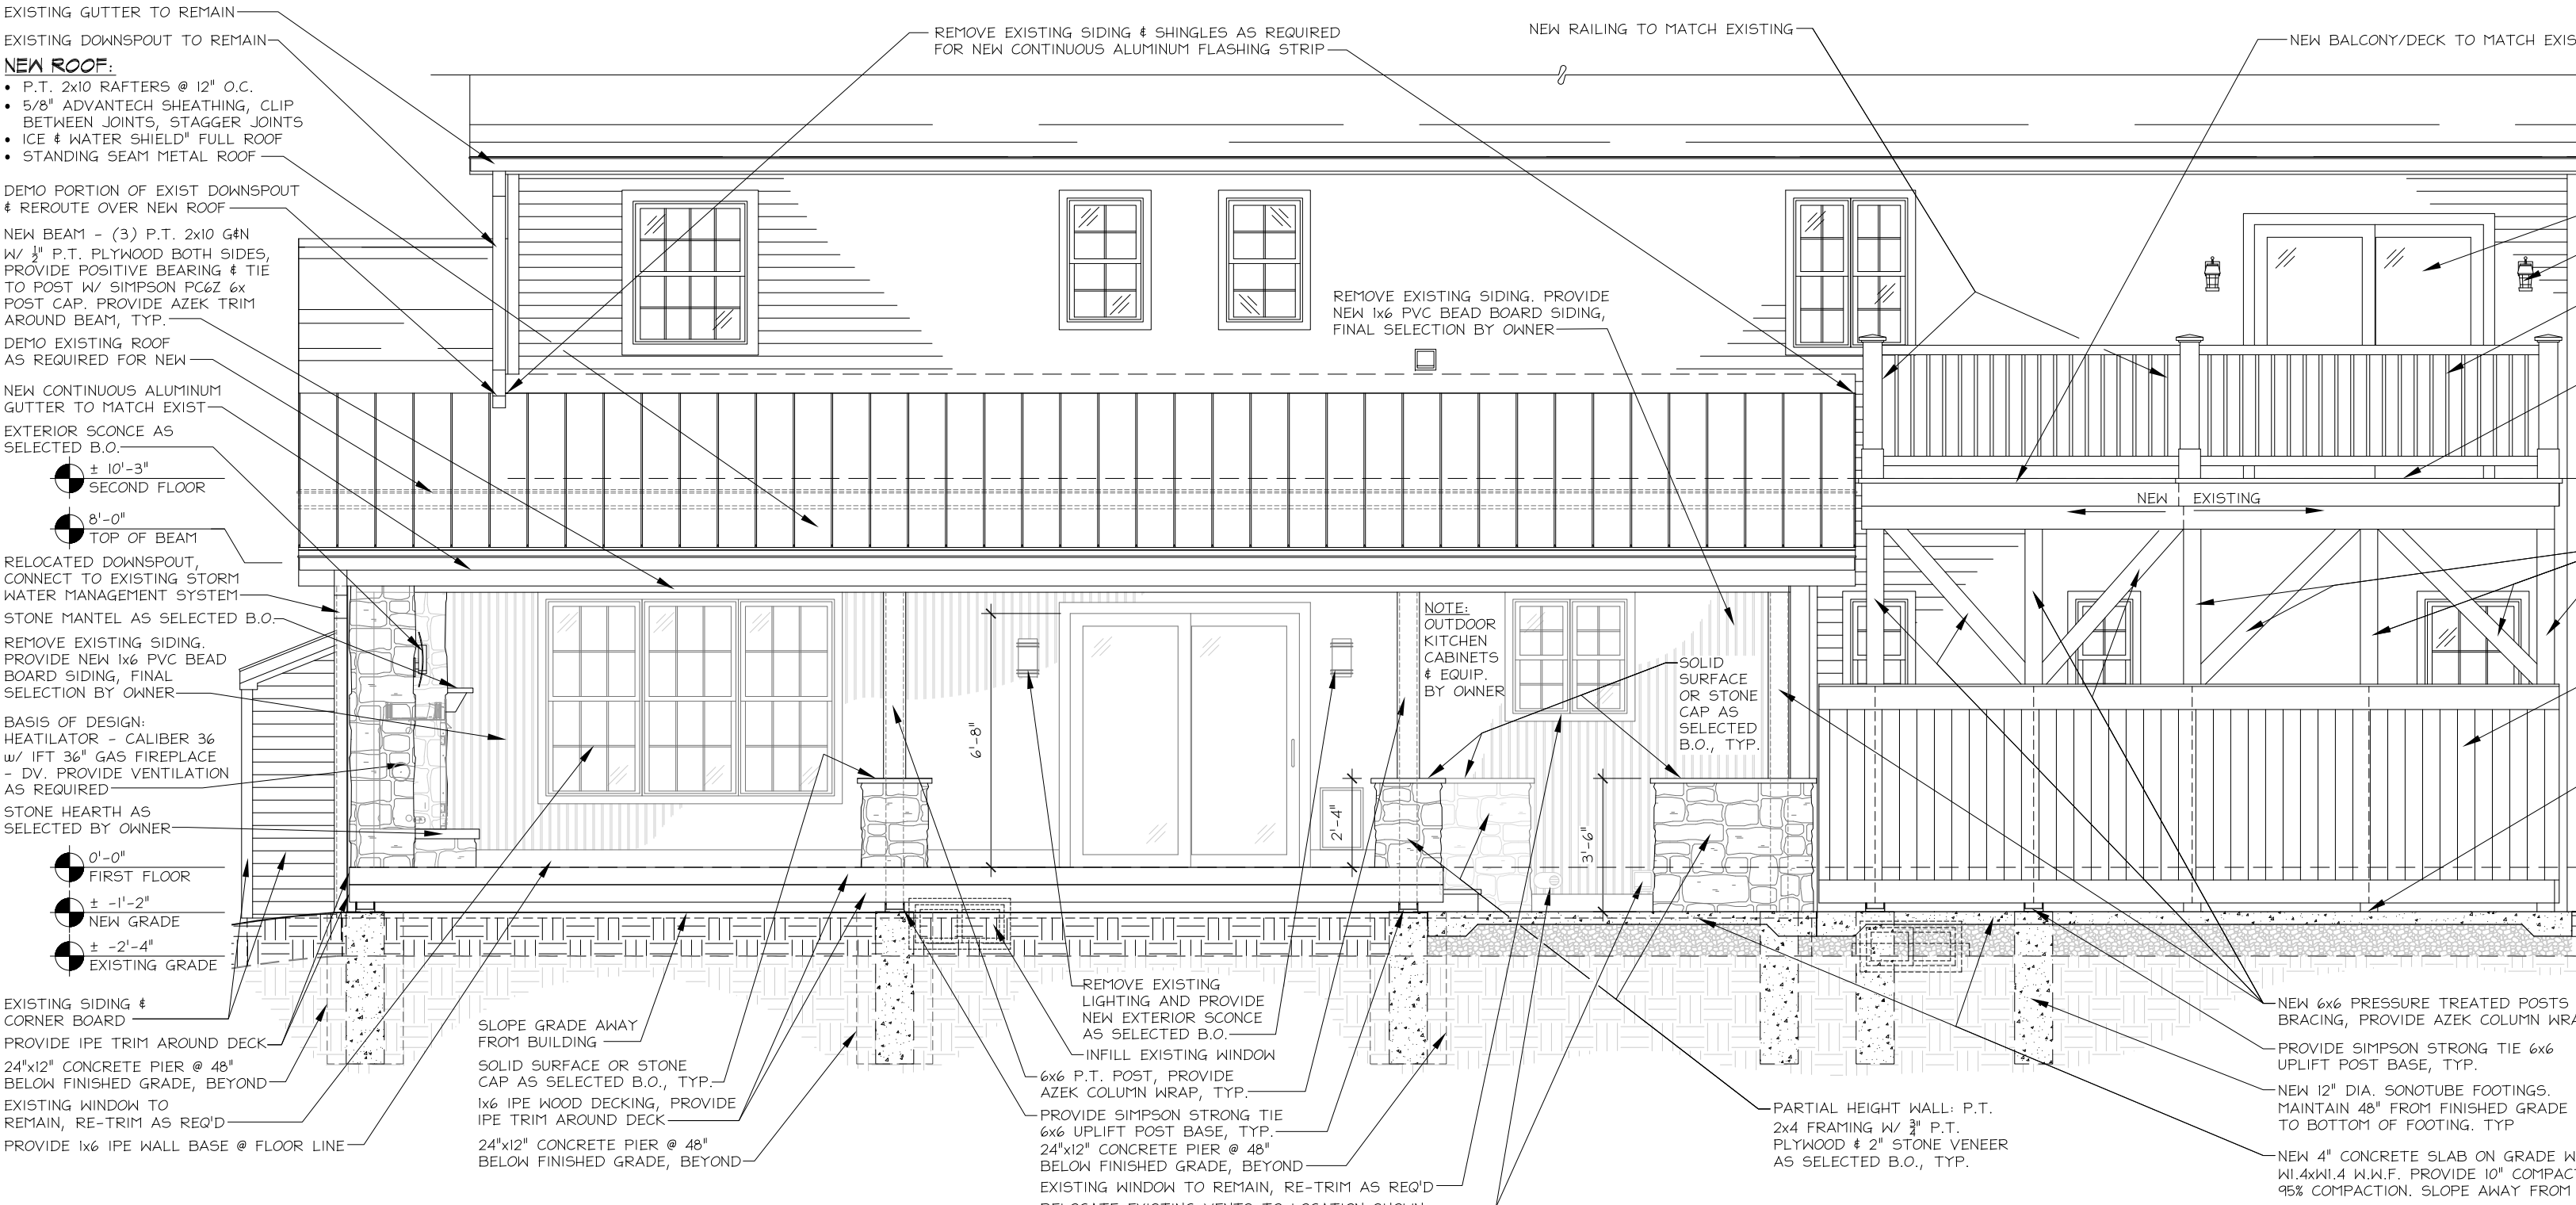 EXISTING GUTTER TO REMAIN
EXISTING DOWNSPOUT TO REMAIN
NEW ROOF:
• P.T. 2x10 RAFTERS @ 12" O.C.
• 5/8" ADVANTECH SHEATHING, CLIP
BETWEEN JOINTS, STAGGER JOINTS
• ICE & WATER SHIELD" FULL ROOF
• STANDING SEAM METAL ROOF
DEMO PORTION OF EXIST DOWNSPOUT
& REROUTE OVER NEW ROOF
NEW BEAM - (3) P.T. 2x10 G&N
W/ ½" P.T. PLYWOOD BOTH SIDES,
PROVIDE POSITIVE BEARING & TIE
TO POST W/ SIMPSON PC6Z 6x
POST CAP. PROVIDE AZEK TRIM
AROUND BEAM, TYP.
DEMO EXISTING ROOF
AS REQUIRED FOR NEW
NEW CONTINUOUS ALUMINUM
GUTTER TO MATCH EXIST
EXTERIOR SCONCE AS
SELECTED B.O.
± 10'-3"
SECOND FLOOR
8'-0"
TOP OF BEAM
RELOCATED DOWNSPOUT,
CONNECT TO EXISTING STORM
WATER MANAGEMENT SYSTEM
STONE MANTEL AS SELECTED B.O.
REMOVE EXISTING SIDING.
PROVIDE NEW 1x6 PVC BEAD
BOARD SIDING, FINAL
SELECTION BY OWNER
BASIS OF DESIGN:
HEATILATOR - CALIBER 36
w/ IFT 36" GAS FIREPLACE
- DV. PROVIDE VENTILATION
AS REQUIRED
STONE HEARTH AS
SELECTED BY OWNER
0'-0"
FIRST FLOOR
± -1'-2"
NEW GRADE
± -2'-4"
EXISTING GRADE
EXISTING SIDING &
CORNER BOARD
PROVIDE IPE TRIM AROUND DECK
24"x12" CONCRETE PIER @ 48"
BELOW FINISHED GRADE, BEYOND
EXISTING WINDOW TO
REMAIN, RE-TRIM AS REQ'D
PROVIDE 1x6 IPE WALL BASE @ FLOOR LINE
REMOVE EXISTING SIDING & SHINGLES AS REQUIRED
FOR NEW CONTINUOUS ALUMINUM FLASHING STRIP
NEW RAILING TO MATCH EXISTING
NEW BALCONY/DECK TO MATCH EXIS
REMOVE EXISTING SIDING. PROVIDE
NEW 1x6 PVC BEAD BOARD SIDING,
FINAL SELECTION BY OWNER
NEW
EXISTING
NOTE:
OUTDOOR
KITCHEN
CABINETS
& EQUIP.
BY OWNER
SOLID
SURFACE
OR STONE
CAP AS
SELECTED
B.O., TYP.
6'-8"
2'-4"
3'-6"
SLOPE GRADE AWAY
FROM BUILDING
SOLID SURFACE OR STONE
CAP AS SELECTED B.O., TYP.
1x6 IPE WOOD DECKING, PROVIDE
IPE TRIM AROUND DECK
24"x12" CONCRETE PIER @ 48"
BELOW FINISHED GRADE, BEYOND
REMOVE EXISTING
LIGHTING AND PROVIDE
NEW EXTERIOR SCONCE
AS SELECTED B.O.
INFILL EXISTING WINDOW
6x6 P.T. POST, PROVIDE
AZEK COLUMN WRAP, TYP.
PROVIDE SIMPSON STRONG TIE
6x6 UPLIFT POST BASE, TYP.
24"x12" CONCRETE PIER @ 48"
BELOW FINISHED GRADE, BEYOND
EXISTING WINDOW TO REMAIN, RE-TRIM AS REQ'D
RELOCATE EXISTING VENTS TO LOCATION SHOWN
PARTIAL HEIGHT WALL: P.T.
2x4 FRAMING W/ ¾" P.T.
PLYWOOD & 2" STONE VENEER
AS SELECTED B.O., TYP.
NEW 6x6 PRESSURE TREATED POSTS
BRACING, PROVIDE AZEK COLUMN WRA
PROVIDE SIMPSON STRONG TIE 6x6
UPLIFT POST BASE, TYP.
NEW 12" DIA. SONOTUBE FOOTINGS.
MAINTAIN 48" FROM FINISHED GRADE
TO BOTTOM OF FOOTING. TYP
NEW 4" CONCRETE SLAB ON GRADE W
W1.4xW1.4 W.W.F. PROVIDE 10" COMPAC
95% COMPACTION. SLOPE AWAY FROM